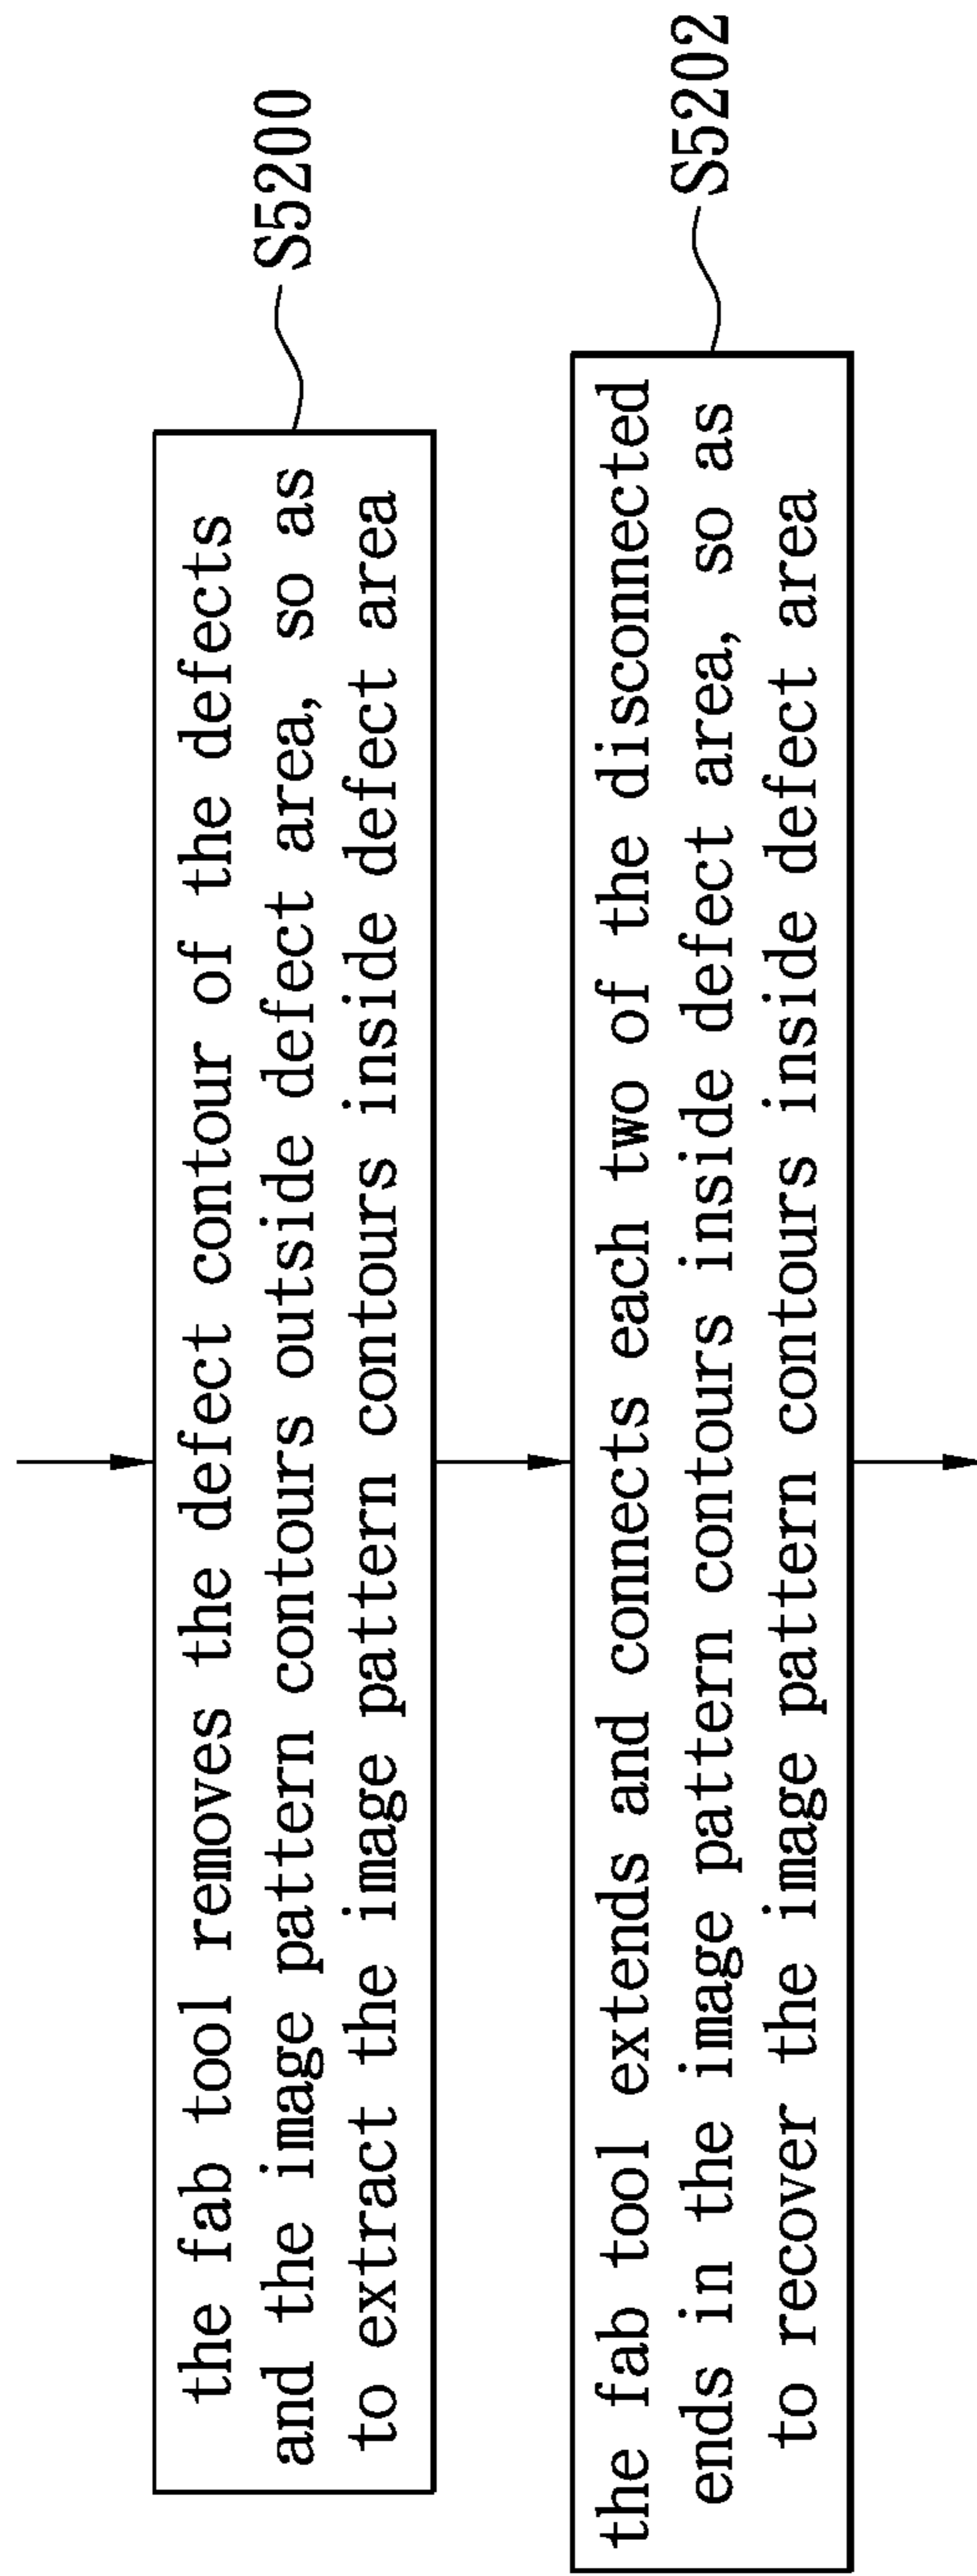 the fab tool removes the defect contour of the defects
and the image pattern contours outside defect area, so as
to extract the image pattern contours inside defect area
S5200
the fab tool extends and connects each two of the disconnected
ends in the image pattern contours inside defect area, so as
to recover the image pattern contours inside defect area
S5202